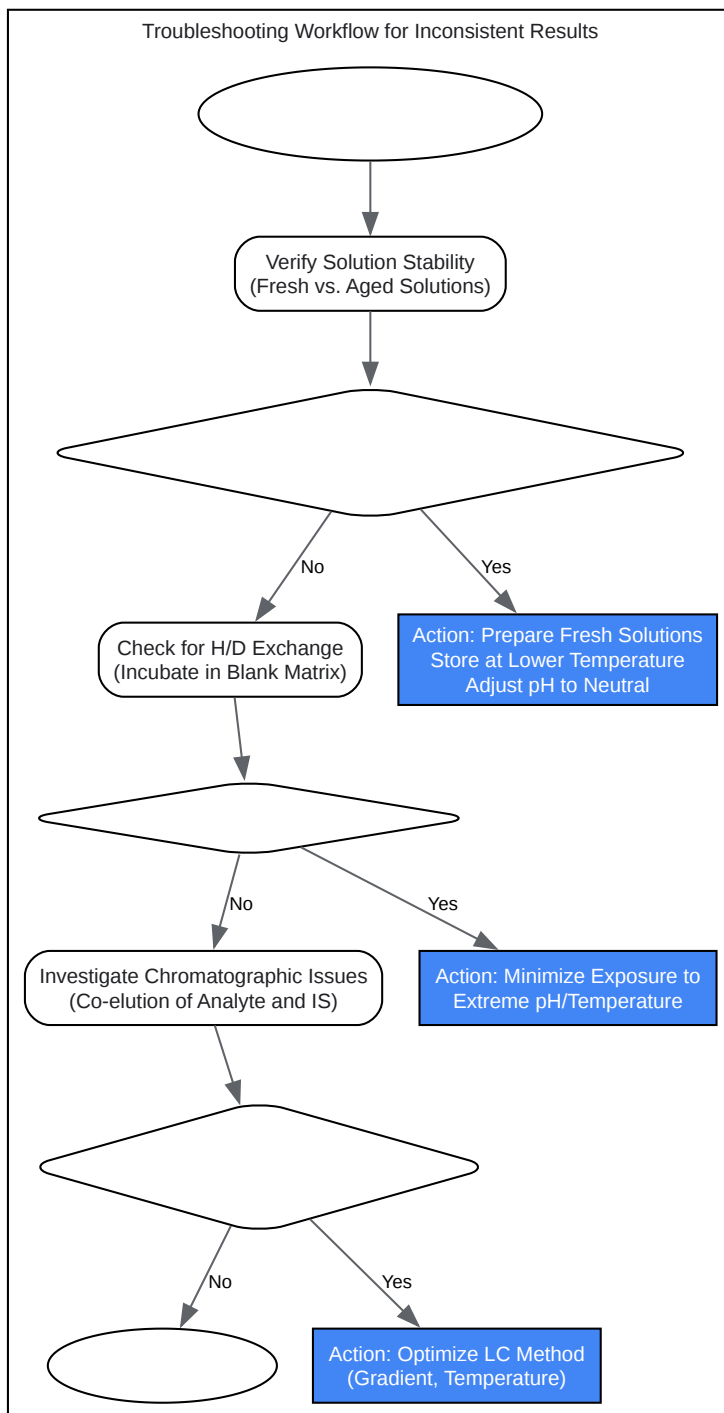 Troubleshooting Workflow for Inconsistent Results
Verify Solution Stability
(Fresh vs. Aged Solutions)
No
Yes
Check for H/D Exchange
(Incubate in Blank Matrix)
Action: Prepare Fresh Solutions
Store at Lower Temperature
Adjust pH to Neutral
No
Yes
Investigate Chromatographic Issues
(Co-elution of Analyte and IS)
Action: Minimize Exposure to
Extreme pH/Temperature
No
Yes
Action: Optimize LC Method
(Gradient, Temperature)